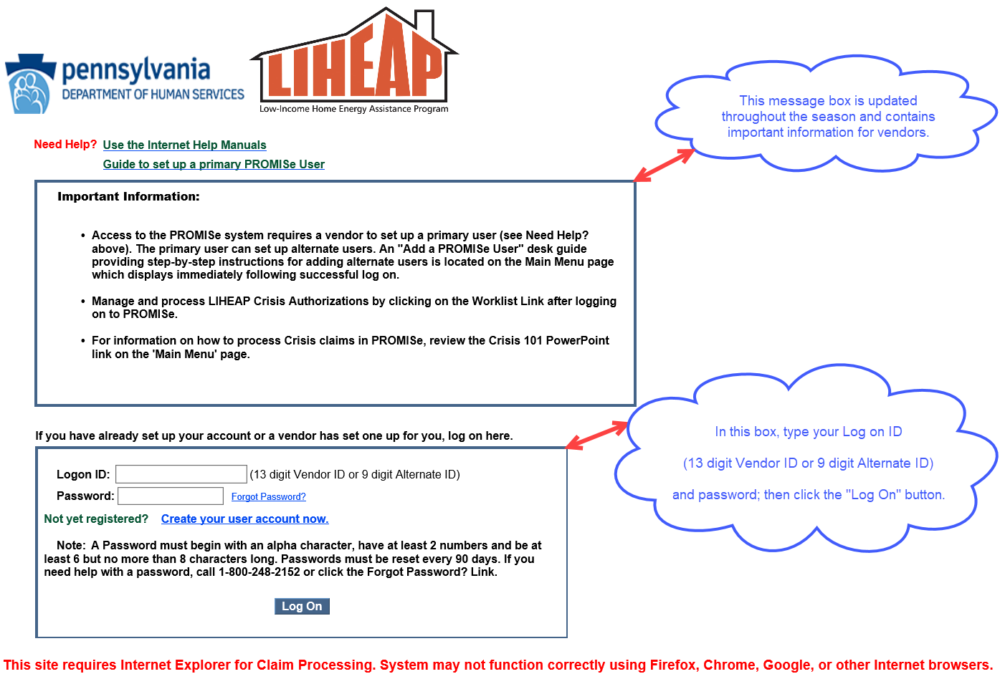 pennsylvania
DEPARTMENT OF HUMAN SERVICES
LIHEAP
Low-Income Home Energy Assistance Program
This message box is updated
throughout the season and contains
important information for vendors.
Need Help? Use the Internet Help Manuals
Guide to set up a primary PROMISe User
Important Information:
• Access to the PROMISe system requires a vendor to set up a primary user (see Need Help?
above). The primary user can set up alternate users. An "Add a PROMISe User" desk guide
providing step-by-step instructions for adding alternate users is located on the Main Menu page
which displays immediately following successful log on.
• Manage and process LIHEAP Crisis Authorizations by clicking on the Worklist Link after logging
on to PROMISe.
• For information on how to process Crisis claims in PROMISe, review the Crisis 101 PowerPoint
link on the 'Main Menu' page.
If you have already set up your account or a vendor has set one up for you, log on here.
In this box, type your Log on ID
(13 digit Vendor ID or 9 digit Alternate ID)
and password; then click the "Log On" button.
Logon ID: (13 digit Vendor ID or 9 digit Alternate ID)
Password: Forgot Password?
Not yet registered? Create your user account now.
Note: A Password must begin with an alpha character, have at least 2 numbers and be at
least 6 but no more than 8 characters long. Passwords must be reset every 90 days. If you
need help with a password, call 1-800-248-2152 or click the Forgot Password? Link.
Log On
This site requires Internet Explorer for Claim Processing. System may not function correctly using Firefox, Chrome, Google, or other Internet browsers.